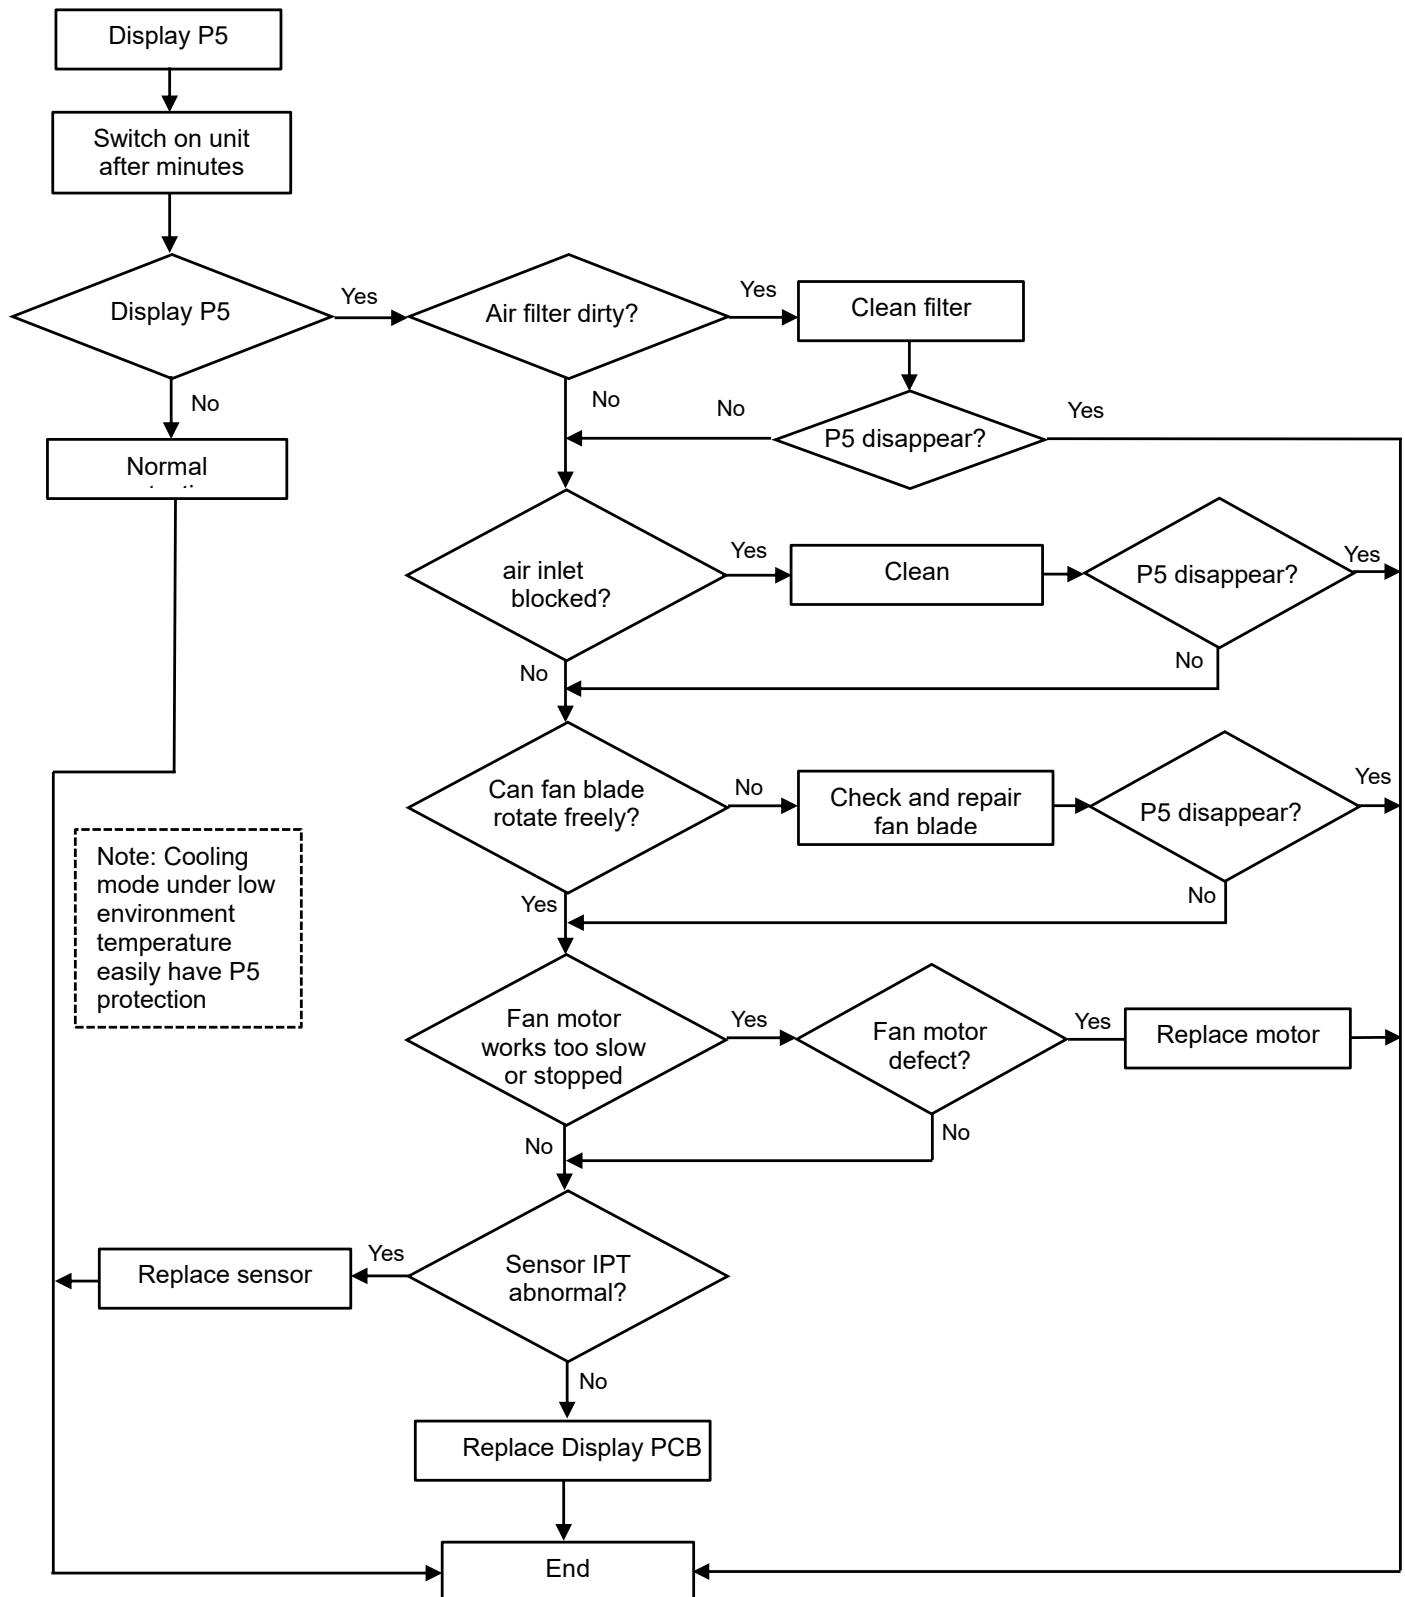 Display P5
Switch on unit
after minutes
Display P5
Yes
Air filter dirty?
Yes
Clean filter
No
No
No
P5 disappear?
Yes
Normal
air inlet
blocked?
Yes
Clean
P5 disappear?
Yes
No
No
Can fan blade
rotate freely?
No
Check and repair
fan blade
P5 disappear?
Yes
Note: Cooling
mode under low
environment
temperature
easily have P5
protection
Yes
No
Fan motor
works too slow
or stopped
Yes
Fan motor
defect?
Yes
Replace motor
No
No
Sensor IPT
abnormal?
Yes
Replace sensor
No
Replace Display PCB
End